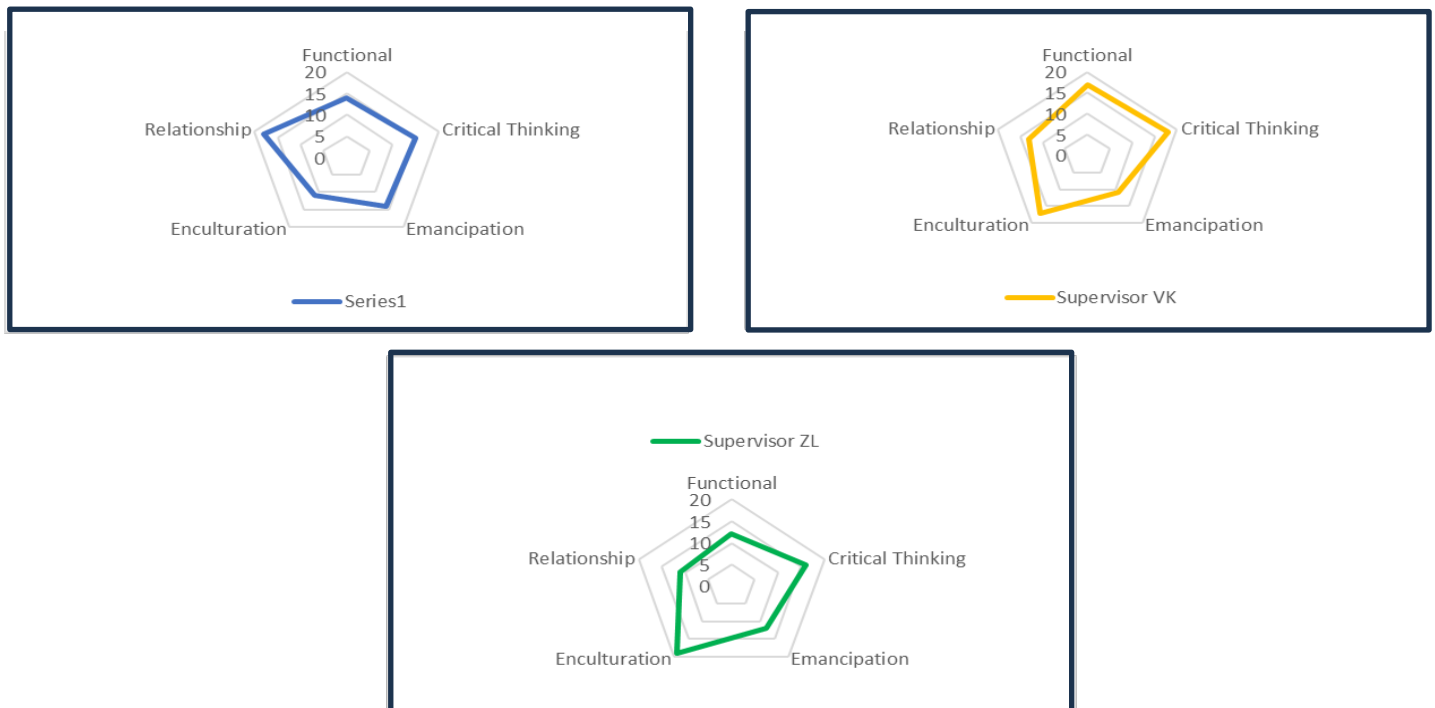 Functional
20
15
10
5
0
Relationship
Critical Thinking
Enculturation
Emancipation
Series1
Functional
20
15
10
5
0
Relationship
Critical Thinking
Enculturation
Emancipation
Supervisor VK
Supervisor ZL
Functional
20
15
10
5
0
Relationship
Critical Thinking
Enculturation
Emancipation